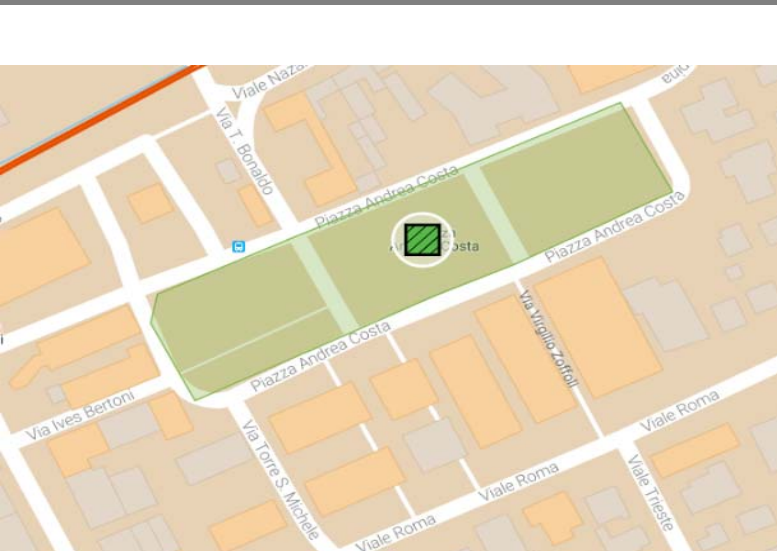 Viale Naza
Via T. Bonaldo
Piazza Andrea Costa
Piazza Andrea Costa
Piazza Andrea Costa
Via Virgilio Zoffoli
Via Ives Bertoni
Via Torre S. Michele
Viale Roma
Viale Roma
Viale Roma
Viale Trieste